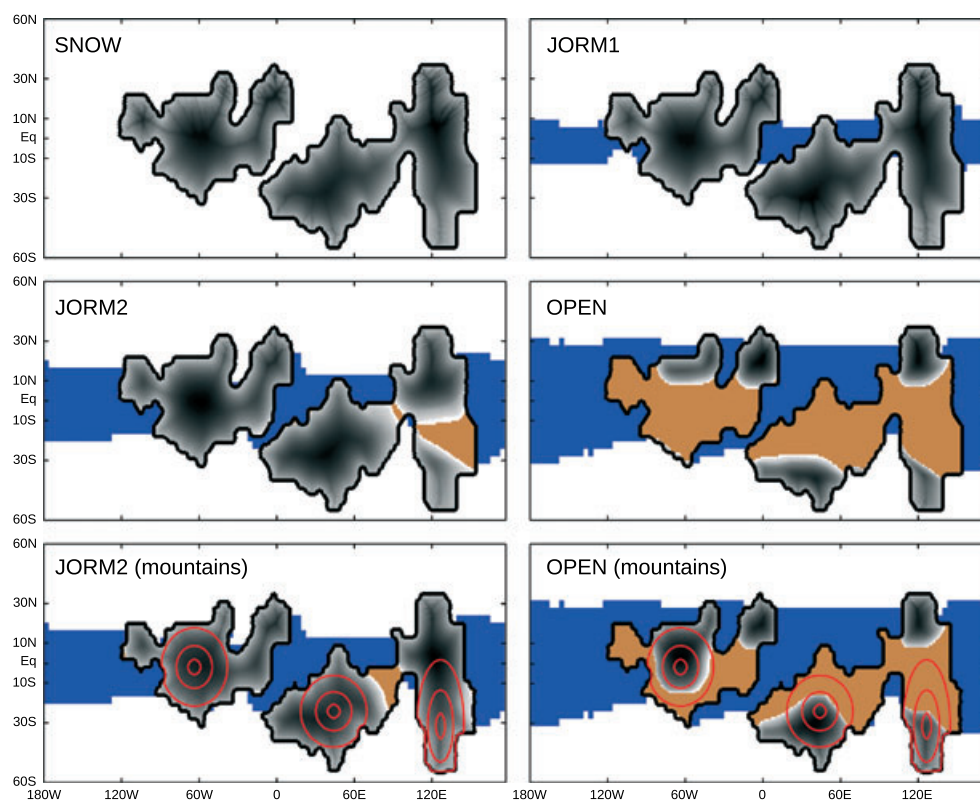 60N
SNOW
JORM1
30N
10N
Eq
10S
30S
60S
60N
JORM2
OPEN
30N
10N
Eq
10S
30S
60S
60N
JORM2 (mountains)
OPEN (mountains)
30N
10N
Eq
10S
30S
60S
180W 120W 60W 0 60E 120E 120W 60W 0 60E 120E